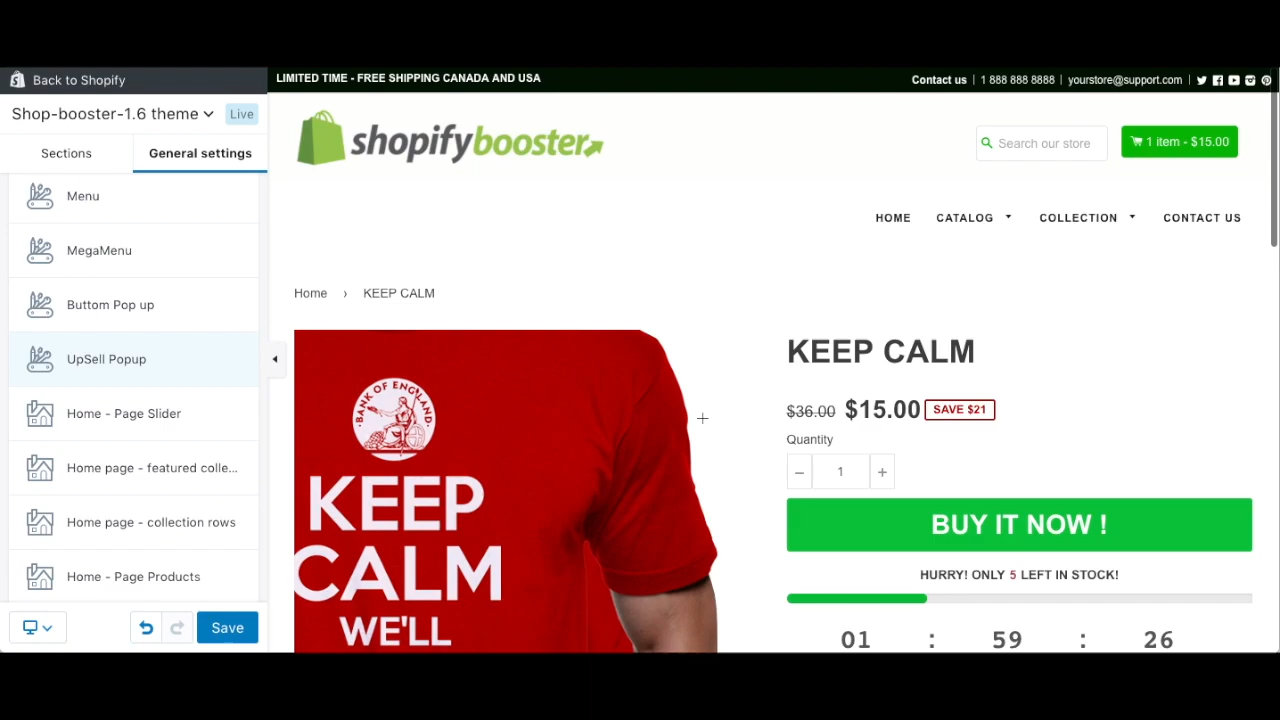 Back to Shopify
LIMITED TIME - FREE SHIPPING CANADA AND USA
Contact us | 1 888 888 8888 | yourstore@support.com |
Shop-booster-1.6 theme
Live
Sections
General settings
shopifybooster
Search our store
1 item - $15.00
Menu
MegaMenu
Buttom Pop up
UpSell Popup
Home - Page Slider
Home page - featured colle...
Home page - collection rows
Home - Page Products
Save
HOME
CATALOG
COLLECTION
CONTACT US
Home › KEEP CALM
BANK OF ENGLAND
KEEP
CALM
WE'LL
KEEP CALM
$36.00 $15.00 SAVE $21
Quantity
− 1 +
BUY IT NOW !
HURRY! ONLY 5 LEFT IN STOCK!
01 : 59 : 26